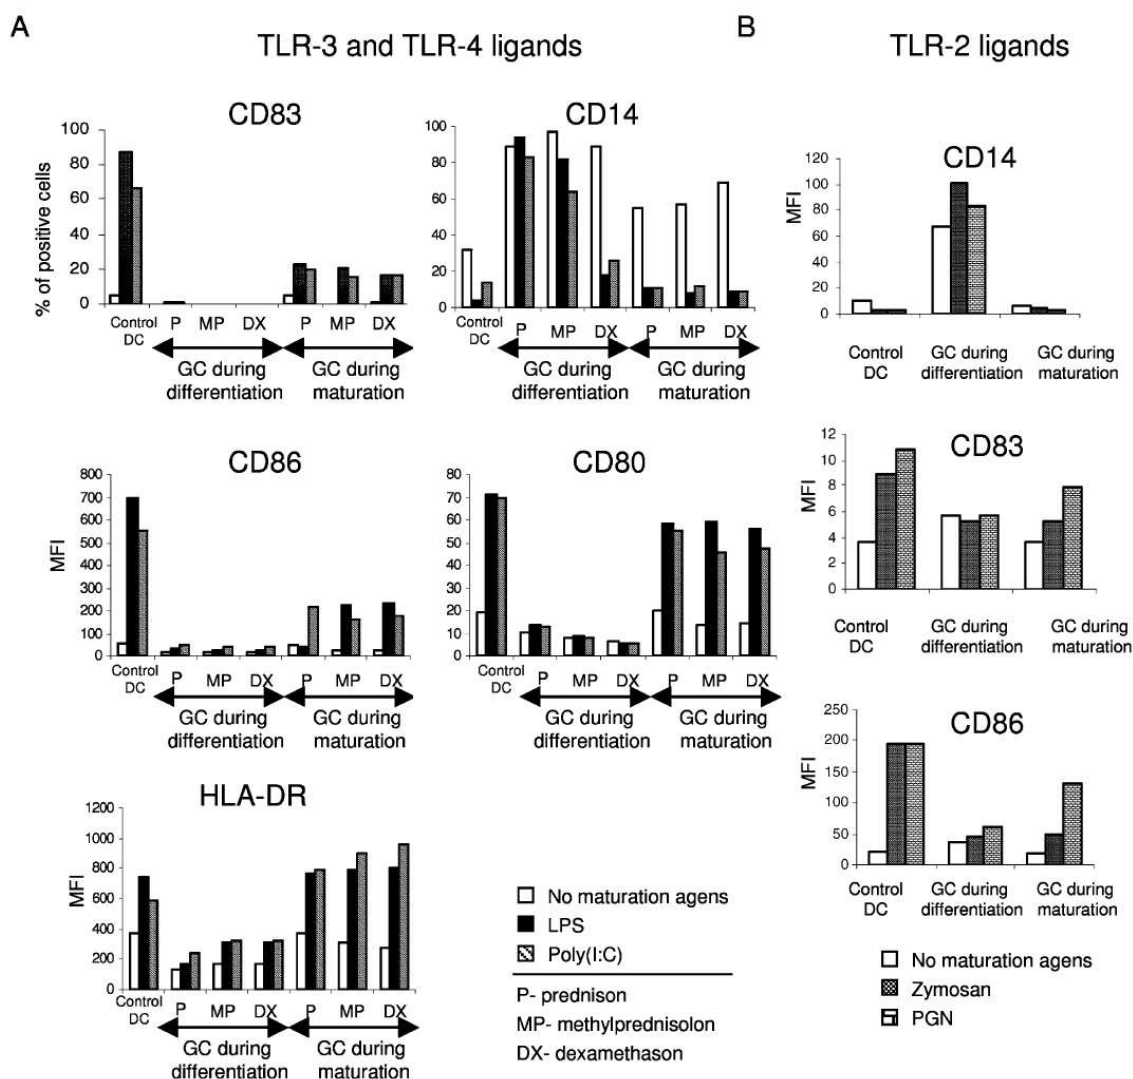 A
TLR-3 and TLR-4 ligands
CD83
% of positive cells
100
80
60
40
20
0
Control
DC
P MP DX P MP DX
GC during
differentiation
GC during
maturation
CD14
100
80
60
40
20
0
Control
DC
P MP DX P MP DX
GC during
differentiation
GC during
maturation
CD86
MFI
800
700
600
500
400
300
200
100
0
Control
DC
P MP DX P MP DX
GC during
differentiation
GC during
maturation
CD80
80
70
60
50
40
30
20
10
0
Control
DC
P MP DX P MP DX
GC during
differentiation
GC during
maturation
HLA-DR
MFI
1200
1000
800
600
400
200
0
Control
DC
P MP DX P MP DX
GC during
differentiation
GC during
maturation
No maturation agens
LPS
Poly(I:C)
P- prednison
MP- methylprednisolon
DX- dexamethason
B
TLR-2 ligands
CD14
MFI
120
100
80
60
40
20
0
Control
DC
GC during
differentiation
GC during
maturation
CD83
MFI
12
10
8
6
4
2
0
Control
DC
GC during
differentiation
GC during
maturation
CD86
MFI
250
200
150
100
50
0
Control
DC
GC during
differentiation
GC during
maturation
No maturation agens
Zymosan
PGN